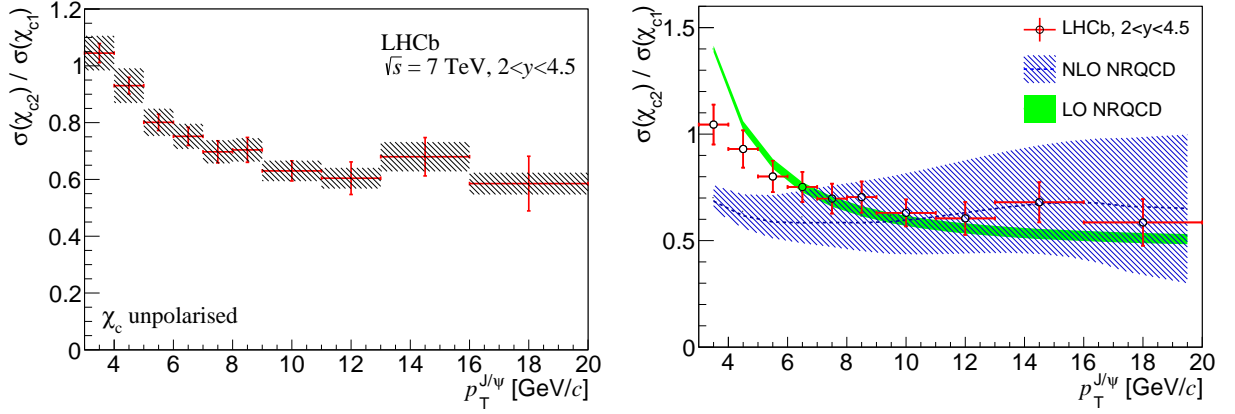 σ(χc2) / σ(χc1)
1.2
1
0.8
0.6
0.4
0.2
0
LHCb
√s = 7 TeV, 2<y<4.5
χc unpolarised
4 6 8 10 12 14 16 18 20
pT^J/ψ [GeV/c]
σ(χc2) / σ(χc1)
1.5
1
0.5
0
LHCb, 2<y<4.5
NLO NRQCD
LO NRQCD
4 6 8 10 12 14 16 18 20
pT^J/ψ [GeV/c]